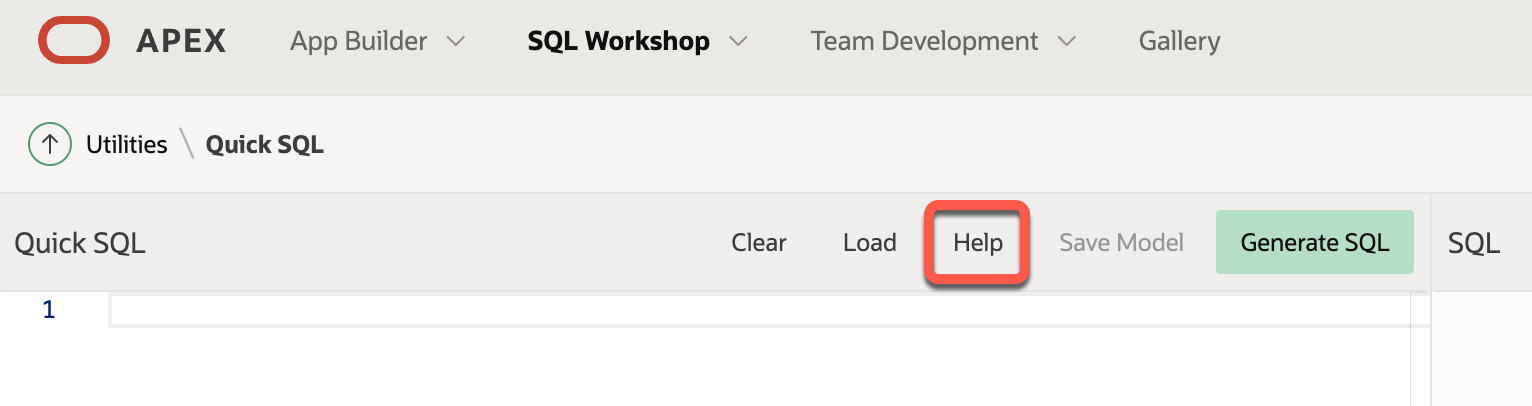 APEX App Builder SQL Workshop Team Development Gallery
Utilities \ Quick SQL
Quick SQL Clear Load Help Save Model Generate SQL SQL
1